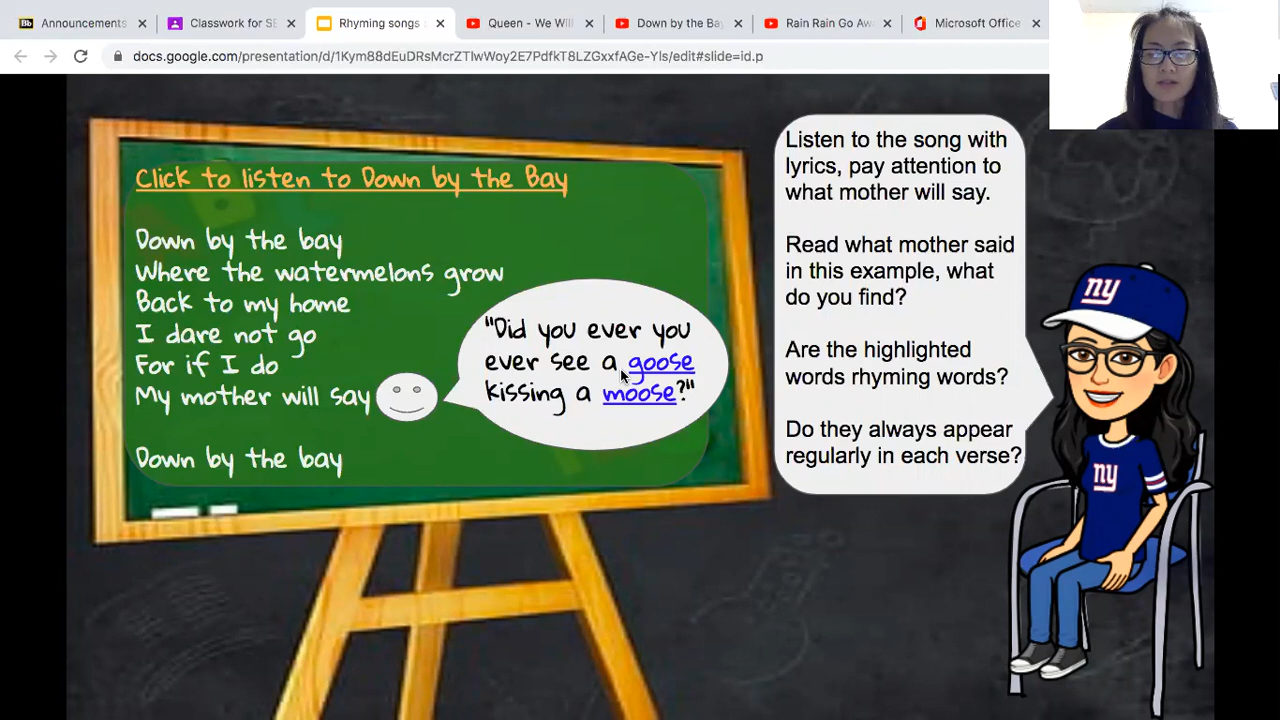 Announcements
Classwork for SE
Rhyming songs
Queen - We Wi
Down by the Ba
Rain Rain Go Aw
Microsoft Office
docs.google.com/presentation/d/1Kym88dEuDRsMcrZTlwWoy2E7PdfkT8LZGxxfAGe-Yls/edit#slide=id.p
Click to listen to Down by the Bay
Down by the bay
Where the watermelons grow
Back to my home
I dare not go
For if I do
My mother will say
Down by the bay
"Did you ever you
ever see a goose
kissing a moose?"
Listen to the song with
lyrics, pay attention to
what mother will say.
Read what mother said
in this example, what
do you find?
Are the highlighted
words rhyming words?
Do they always appear
regularly in each verse?
ny
ny